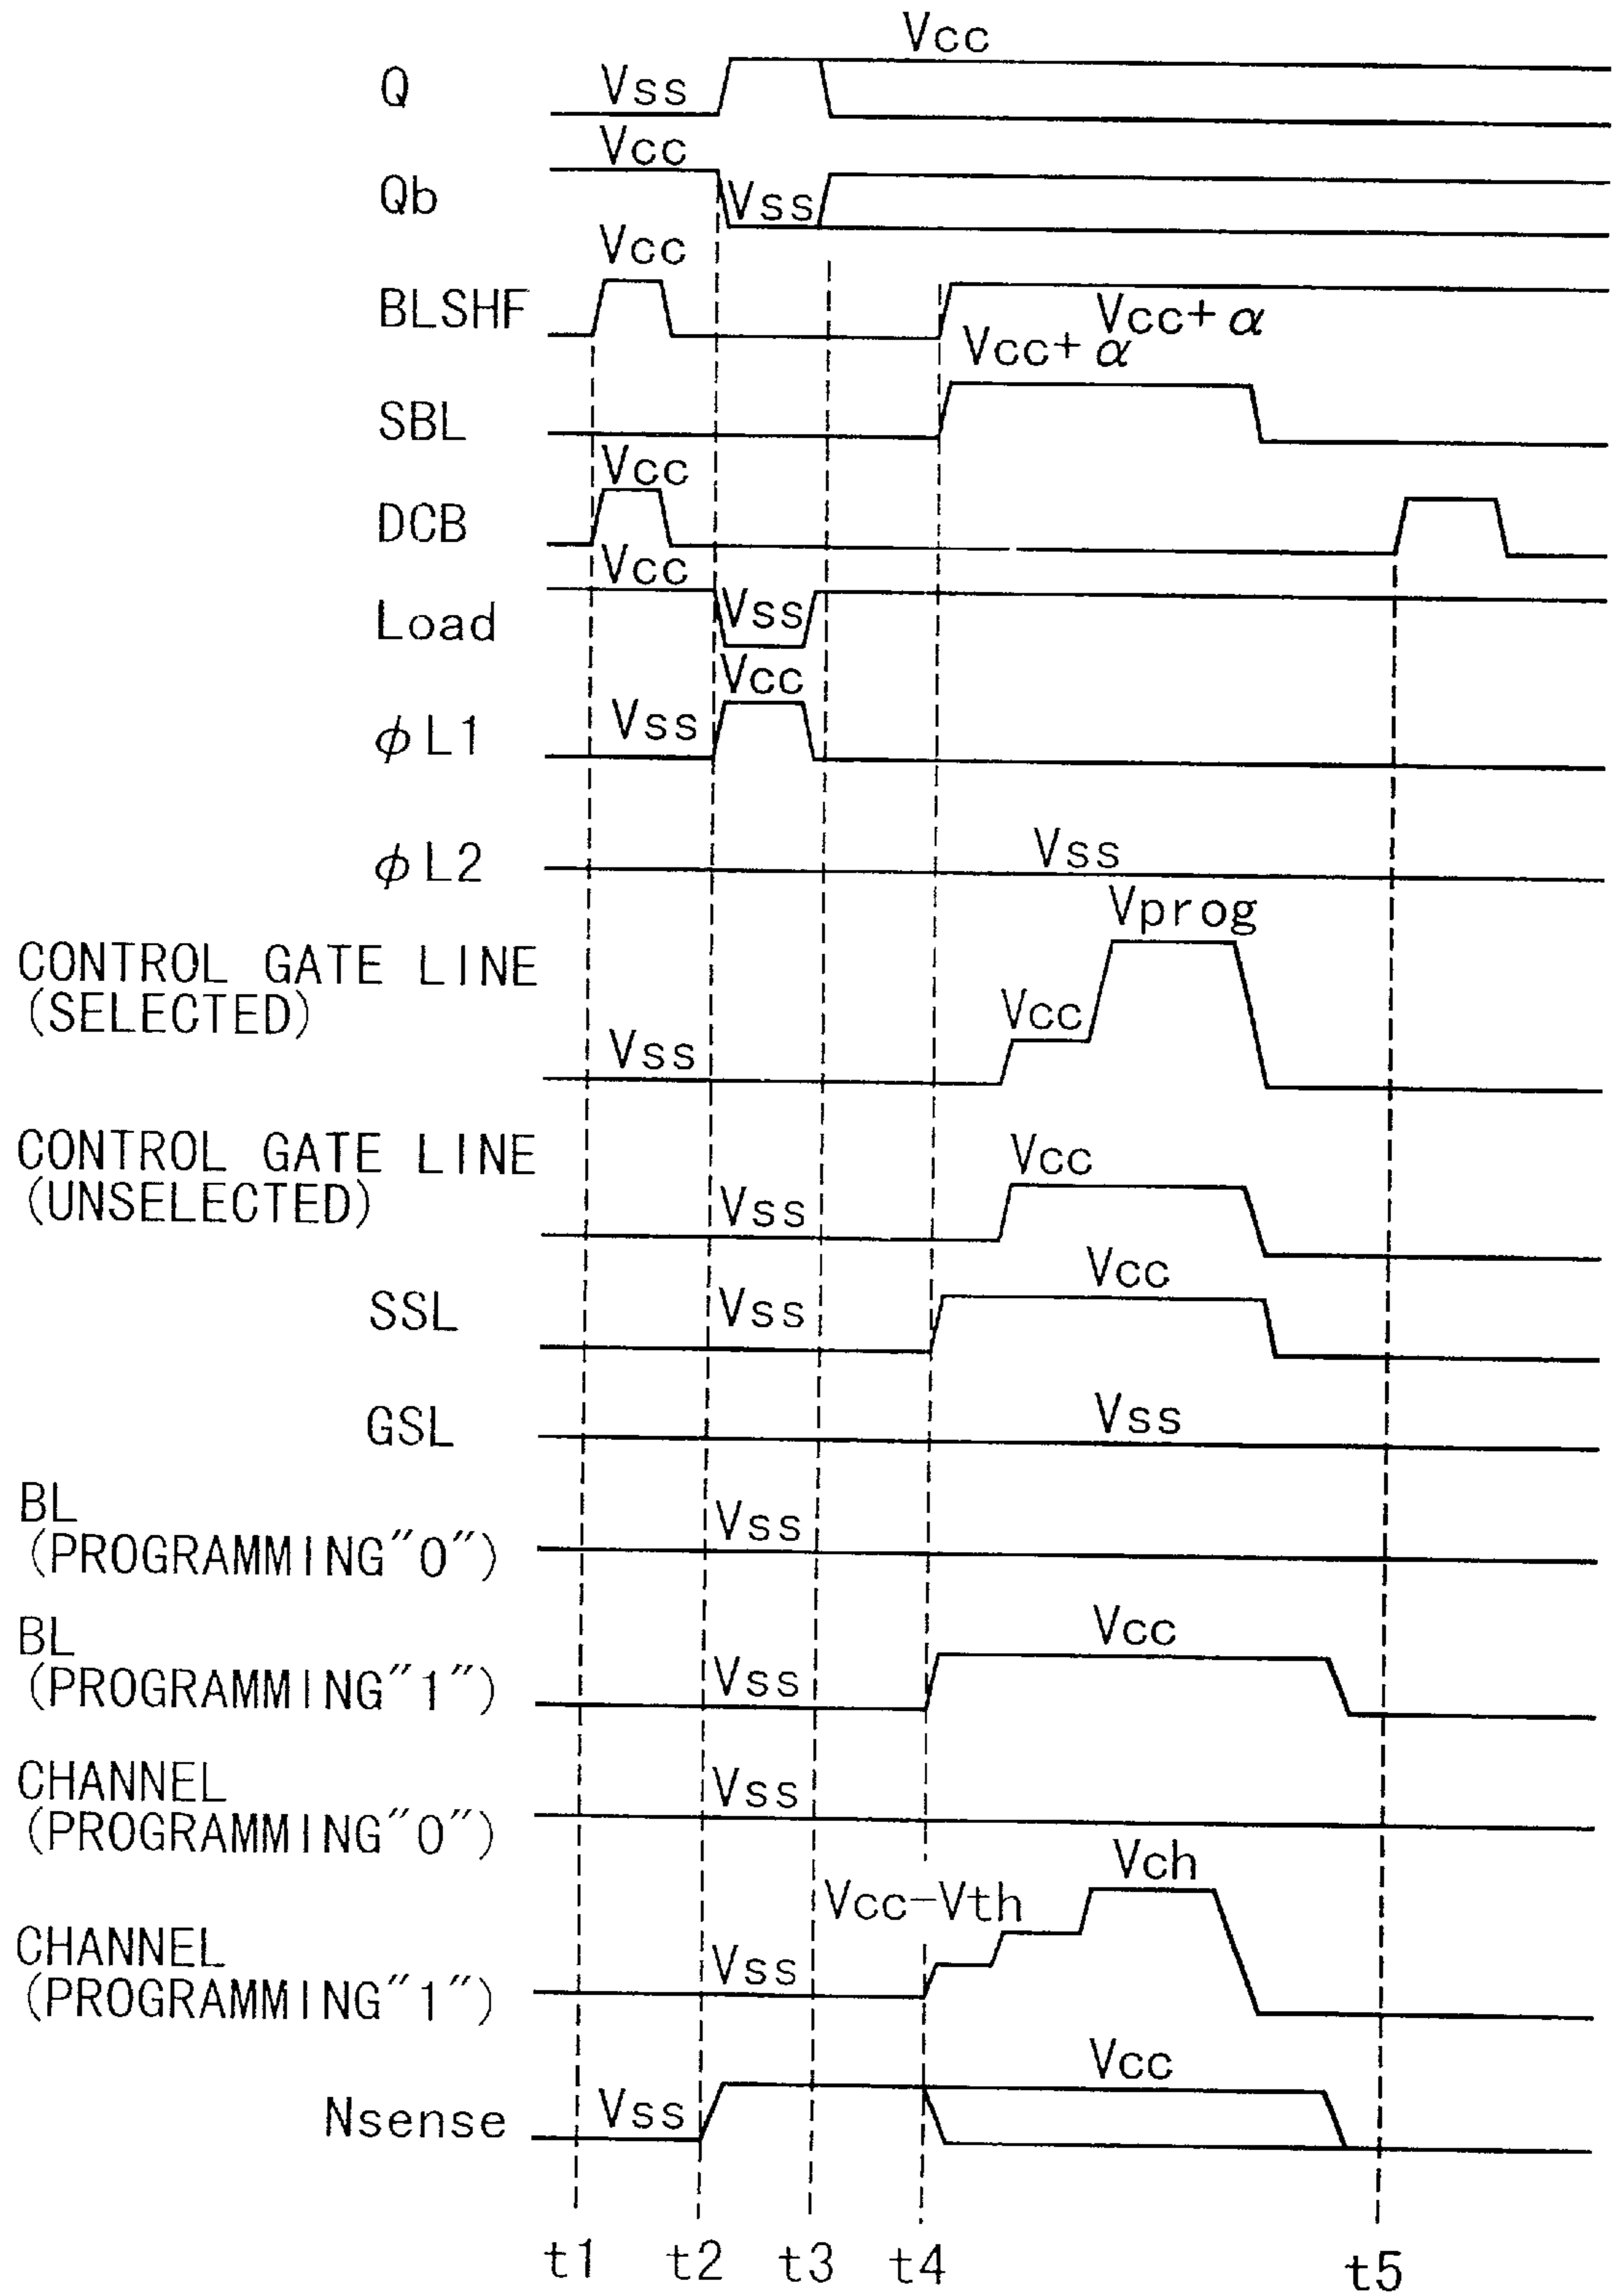 Vcc
Q Vss
Vcc
Qb Vss
Vcc
BLSHF Vcc+α
Vcc+α
SBL
Vcc
DCB
Vcc
Load Vss
Vcc
φL1 Vss
φL2 Vss
Vprog
CONTROL GATE LINE
(SELECTED) Vcc
Vss
CONTROL GATE LINE Vcc
(UNSELECTED) Vss
Vcc
SSL Vss
GSL Vss
BL
(PROGRAMMING"0") Vss
BL Vcc
(PROGRAMMING"1") Vss
CHANNEL Vss
(PROGRAMMING"0")
Vch
Vcc-Vth
CHANNEL Vss
(PROGRAMMING"1")
Vcc
Nsense Vss
t1 t2 t3 t4 t5